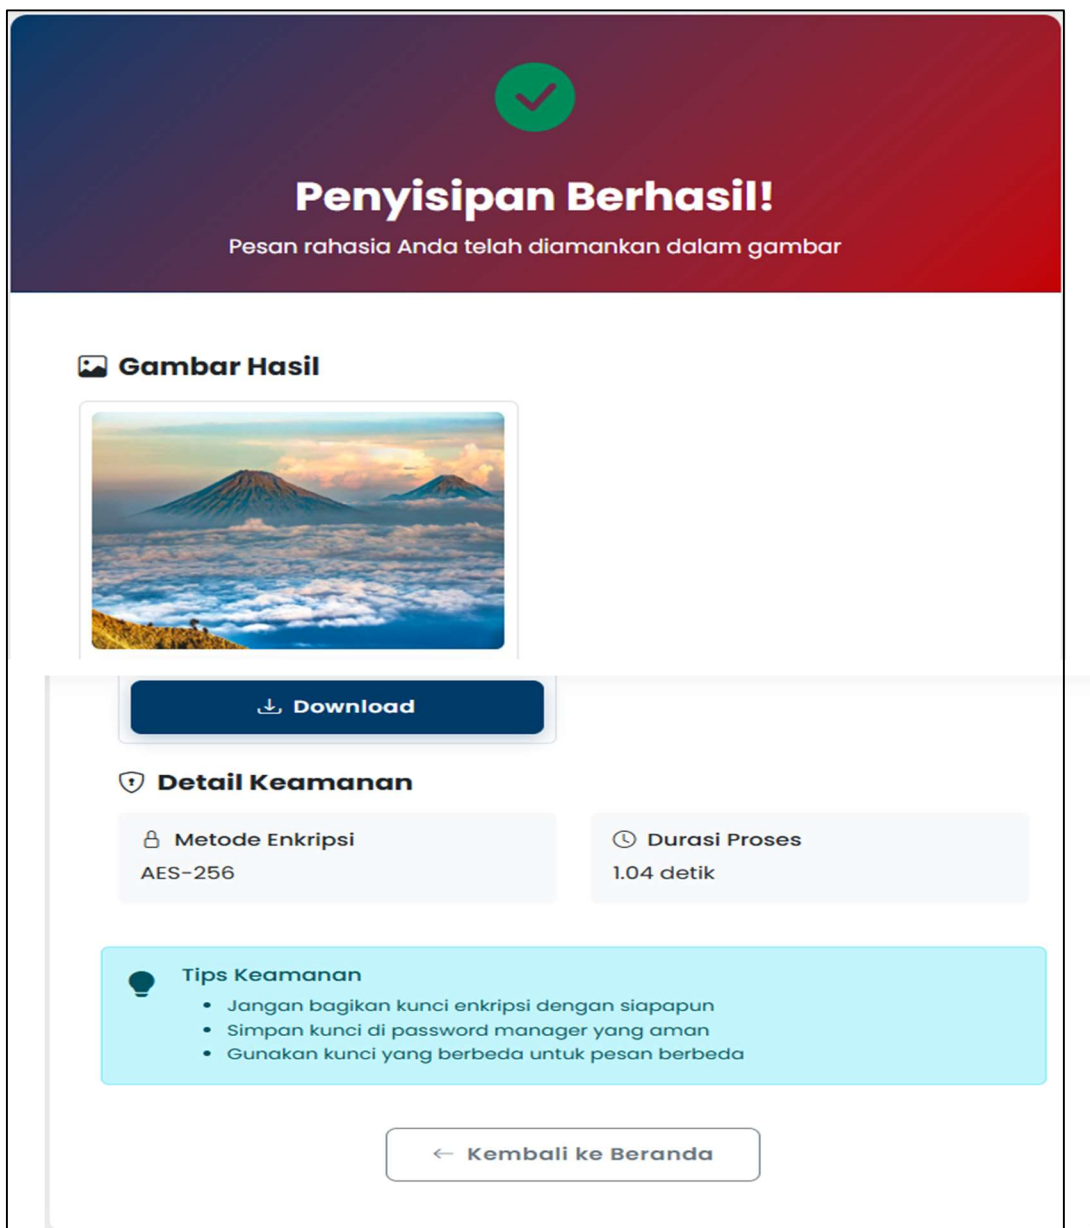 Penyisipan Berhasil!
Pesan rahasia Anda telah diamankan dalam gambar
Gambar Hasil
Download
Detail Keamanan
Metode Enkripsi
AES-256
Durasi Proses
1.04 detik
Tips Keamanan
• Jangan bagikan kunci enkripsi dengan siapapun
• Simpan kunci di password manager yang aman
• Gunakan kunci yang berbeda untuk pesan berbeda
← Kembali ke Beranda